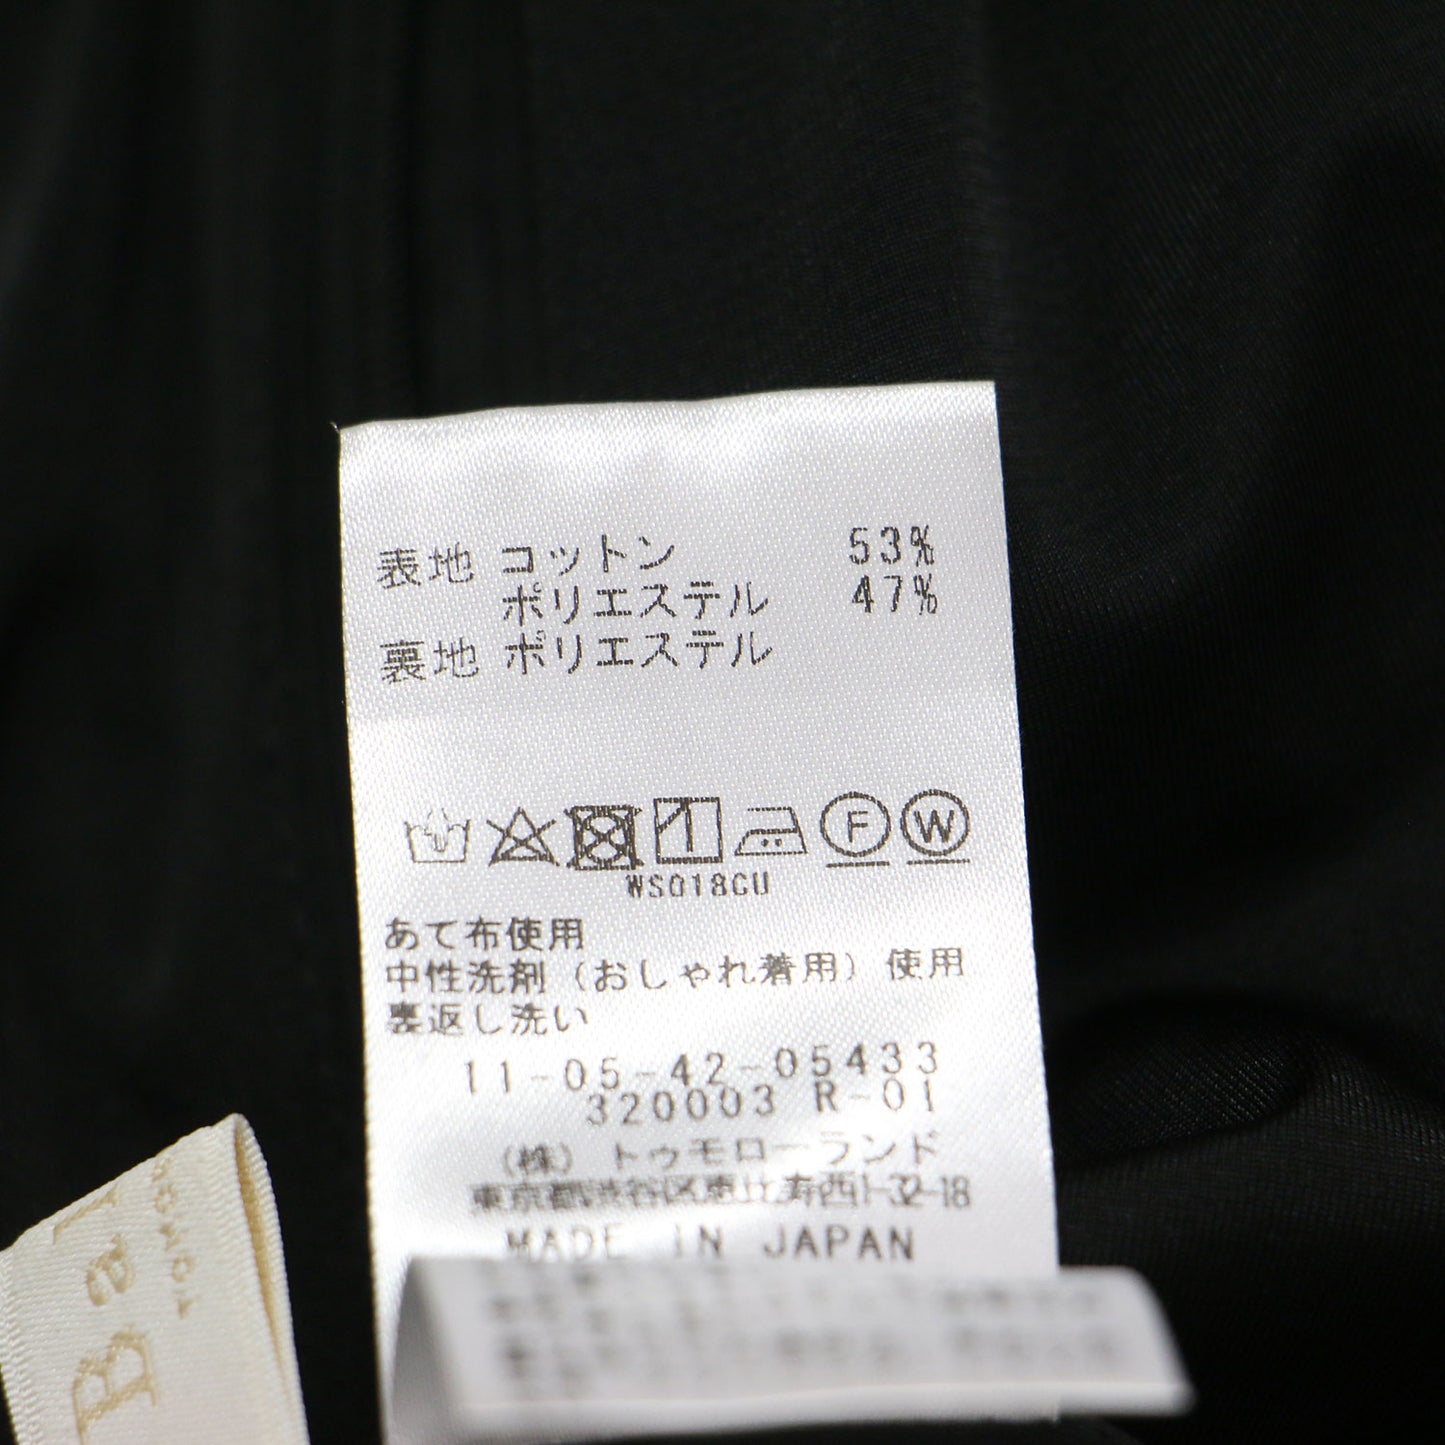 表地 コットン 53%
ポリエステル 47%
裏地 ポリエステル
F W
WS018CU
あて布使用
中性洗剤（おしゃれ着用）使用
裏返し洗い
11-05-42-05433
320003 R-01
（株）トゥモローランド
東京都渋谷区恵比寿西1-32-18
MADE IN JAPAN
Ba